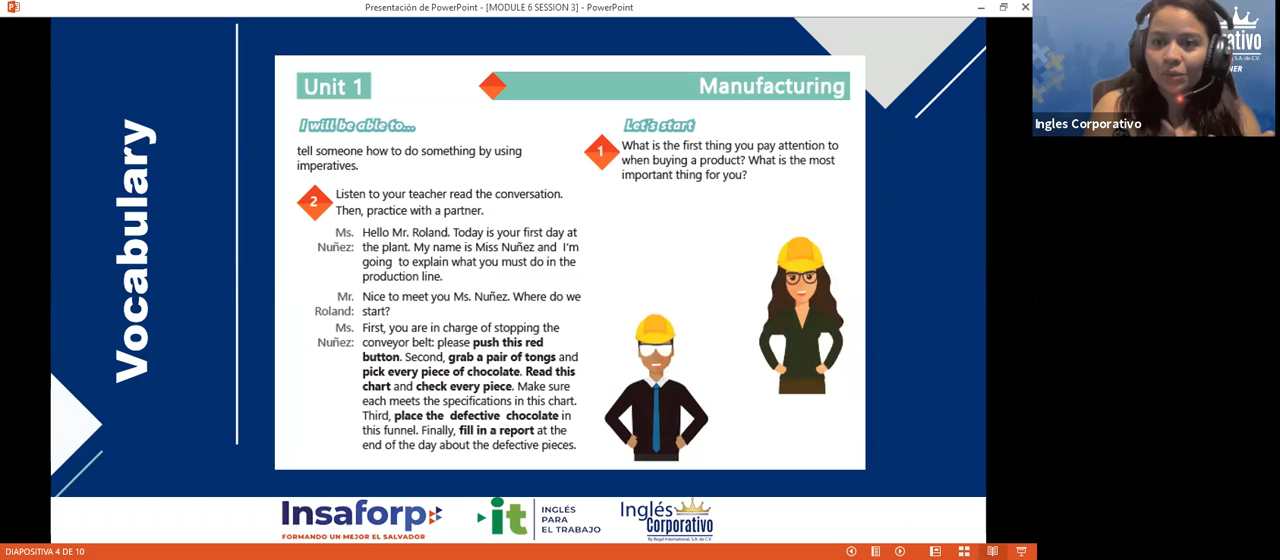 Presentación de PowerPoint - [MODULE 6 SESSION 3] - PowerPoint
Vocabulary
Unit 1
Manufacturing
I will be able to...
tell someone how to do something by using
imperatives.
Let's start
1
What is the first thing you pay attention to
when buying a product? What is the most
important thing for you?
2
Listen to your teacher read the conversation.
Then, practice with a partner.
Ms. Nuñez:
Hello Mr. Roland. Today is your first day at
the plant. My name is Miss Nuñez and I'm
going to explain what you must do in the
production line.
Mr. Roland:
Nice to meet you Ms. Nuñez. Where do we
start?
Ms. Nuñez:
First, you are in charge of stopping the
conveyor belt: please push this red
button. Second, grab a pair of tongs and
pick every piece of chocolate. Read this
chart and check every piece. Make sure
each meets the specifications in this chart.
Third, place the defective chocolate in
this funnel. Finally, fill in a report at the
end of the day about the defective pieces.
Insaforp
FORMANDO UN MEJOR EL SALVADOR
it
INGLÉS
PARA
EL TRABAJO
Inglés
Corporativo
By Royal International, S.A. de C.V.
DIAPOSITIVA 4 DE 10
Ingles Corporativo